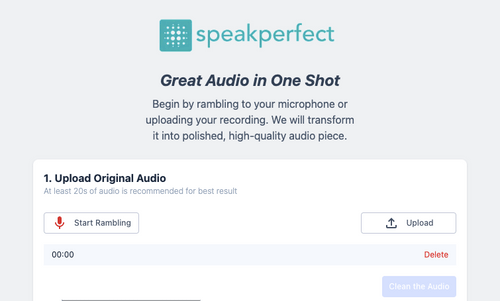 speakperfect
Great Audio in One Shot
Begin by rambling to your microphone or
uploading your recording. We will transform
it into polished, high-quality audio piece.
1. Upload Original Audio
At least 20s of audio is recommended for best result
Start Rambling
Upload
00:00
Delete
Clean the Audio